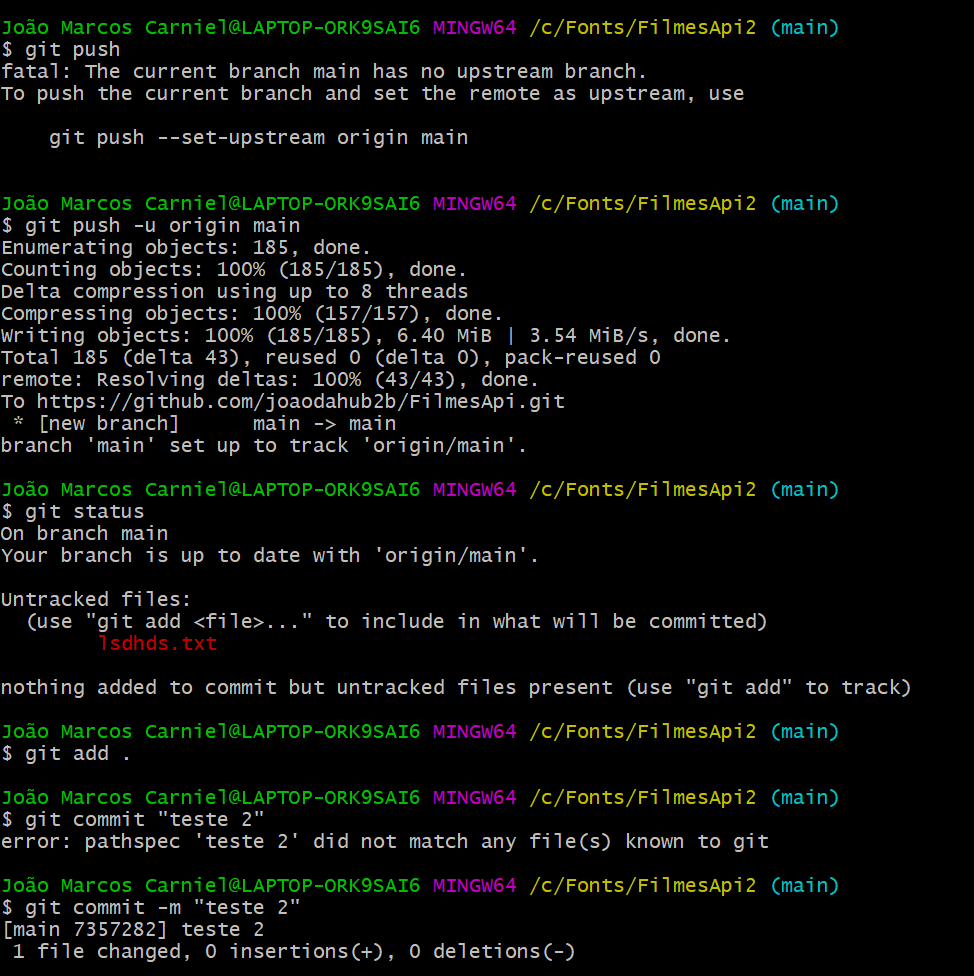 João Marcos Carniel@LAPTOP-ORK9SAI6 MINGW64 /c/Fonts/FilmesApi2 (main)
$ git push
fatal: The current branch main has no upstream branch.
To push the current branch and set the remote as upstream, use
    git push --set-upstream origin main
João Marcos Carniel@LAPTOP-ORK9SAI6 MINGW64 /c/Fonts/FilmesApi2 (main)
$ git push -u origin main
Enumerating objects: 185, done.
Counting objects: 100% (185/185), done.
Delta compression using up to 8 threads
Compressing objects: 100% (157/157), done.
Writing objects: 100% (185/185), 6.40 MiB | 3.54 MiB/s, done.
Total 185 (delta 43), reused 0 (delta 0), pack-reused 0
remote: Resolving deltas: 100% (43/43), done.
To https://github.com/joaodahub2b/FilmesApi.git
 * [new branch]      main -> main
branch 'main' set up to track 'origin/main'.
João Marcos Carniel@LAPTOP-ORK9SAI6 MINGW64 /c/Fonts/FilmesApi2 (main)
$ git status
On branch main
Your branch is up to date with 'origin/main'.
Untracked files:
  (use "git add <file>..." to include in what will be committed)
        lsdhds.txt
nothing added to commit but untracked files present (use "git add" to track)
João Marcos Carniel@LAPTOP-ORK9SAI6 MINGW64 /c/Fonts/FilmesApi2 (main)
$ git add .
João Marcos Carniel@LAPTOP-ORK9SAI6 MINGW64 /c/Fonts/FilmesApi2 (main)
$ git commit "teste 2"
error: pathspec 'teste 2' did not match any file(s) known to git
João Marcos Carniel@LAPTOP-ORK9SAI6 MINGW64 /c/Fonts/FilmesApi2 (main)
$ git commit -m "teste 2"
[main 7357282] teste 2
 1 file changed, 0 insertions(+), 0 deletions(-)